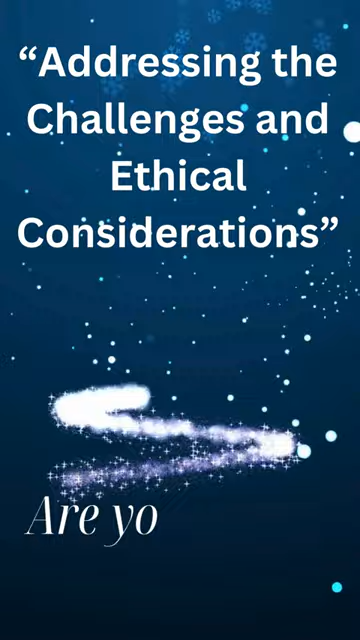 “Addressing the
Challenges and
Ethical
Considerations”
Are yo